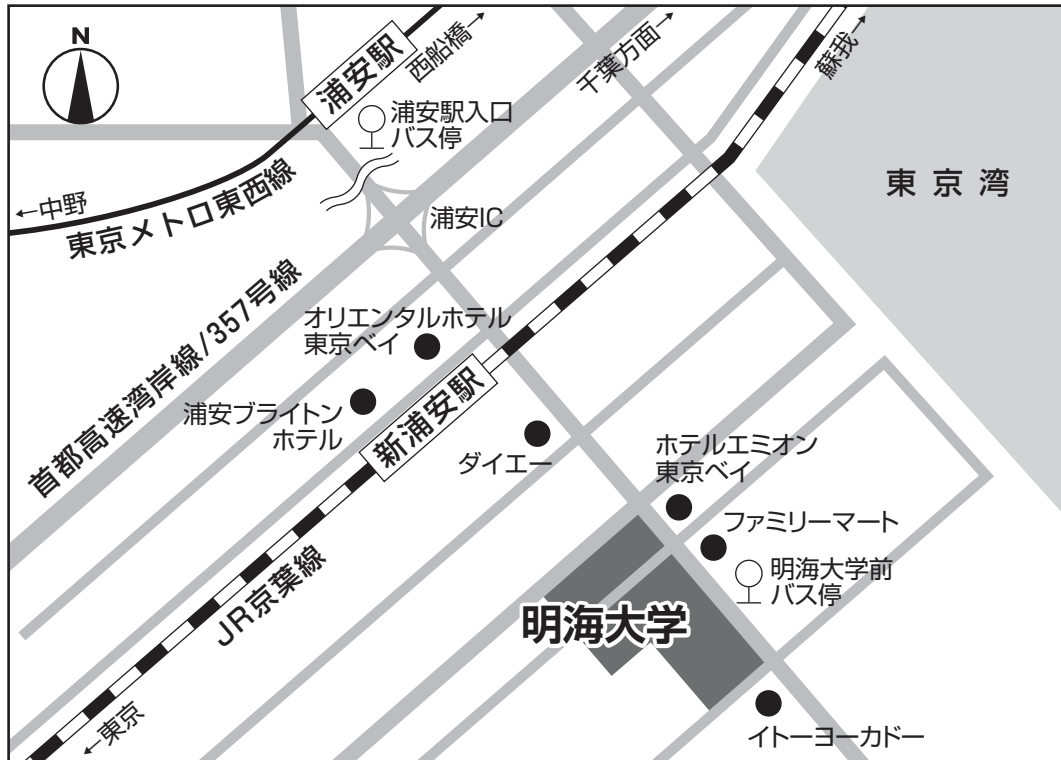 N
浦安駅
西船橋→
千葉方面→
蘇我→
浦安駅入口
バス停
東京湾
←中野
東京メトロ東西線
浦安IC
首都高速湾岸線/357号線
オリエンタルホテル
東京ベイ
浦安ブライトン
ホテル
新浦安駅
ダイエー
ホテルエミオン
東京ベイ
ファミリーマート
明海大学前
バス停
JR京葉線
明海大学
←東京
イトーヨーカドー